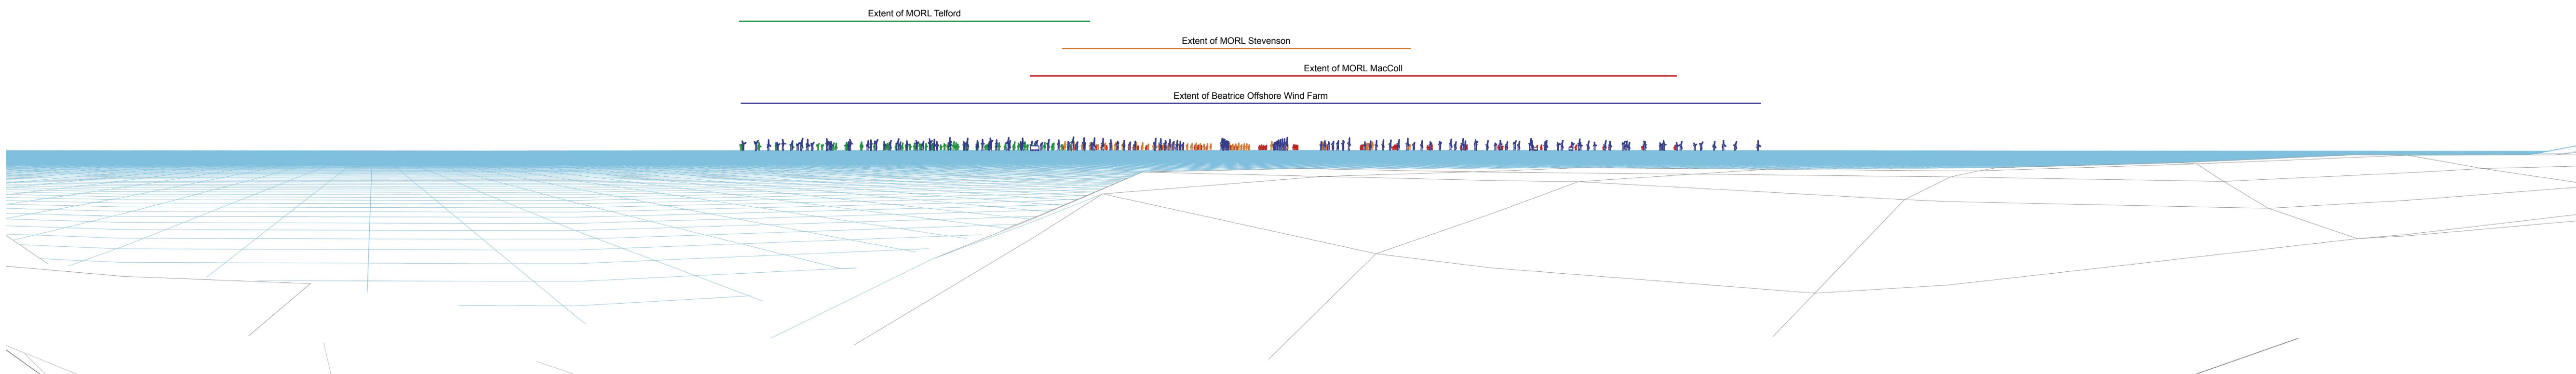 Extent of MORL Telford
Extent of MORL Stevenson
Extent of MORL MacColl
Extent of Beatrice Offshore Wind Farm